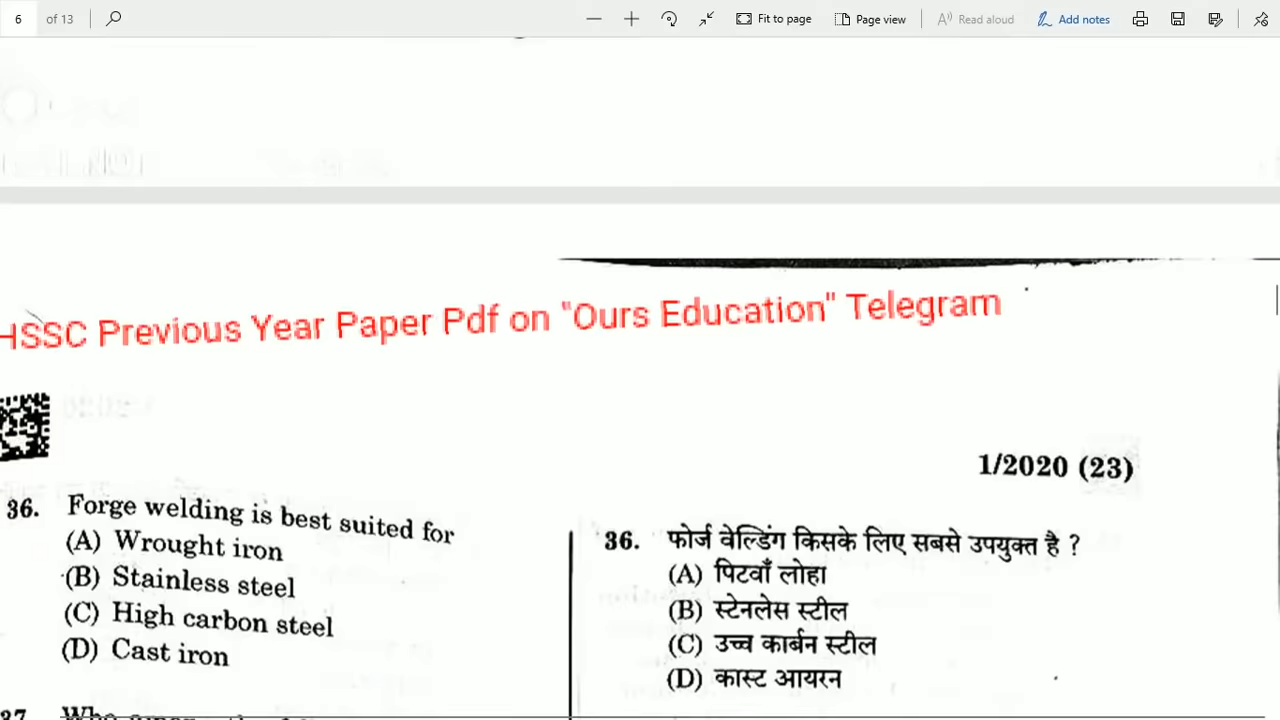 6 of 13 Fit to page Page view Read aloud Add notes
HSSC Previous Year Paper Pdf on "Ours Education" Telegram
1/2020 (23)
36. Forge welding is best suited for
(A) Wrought iron
(B) Stainless steel
(C) High carbon steel
(D) Cast iron
36. फोर्ज वेल्डिंग किसके लिए सबसे उपयुक्त है ?
(A) पिटवाँ लोहा
(B) स्टेनलेस स्टील
(C) उच्च कार्बन स्टील
(D) कास्ट आयरन
37.